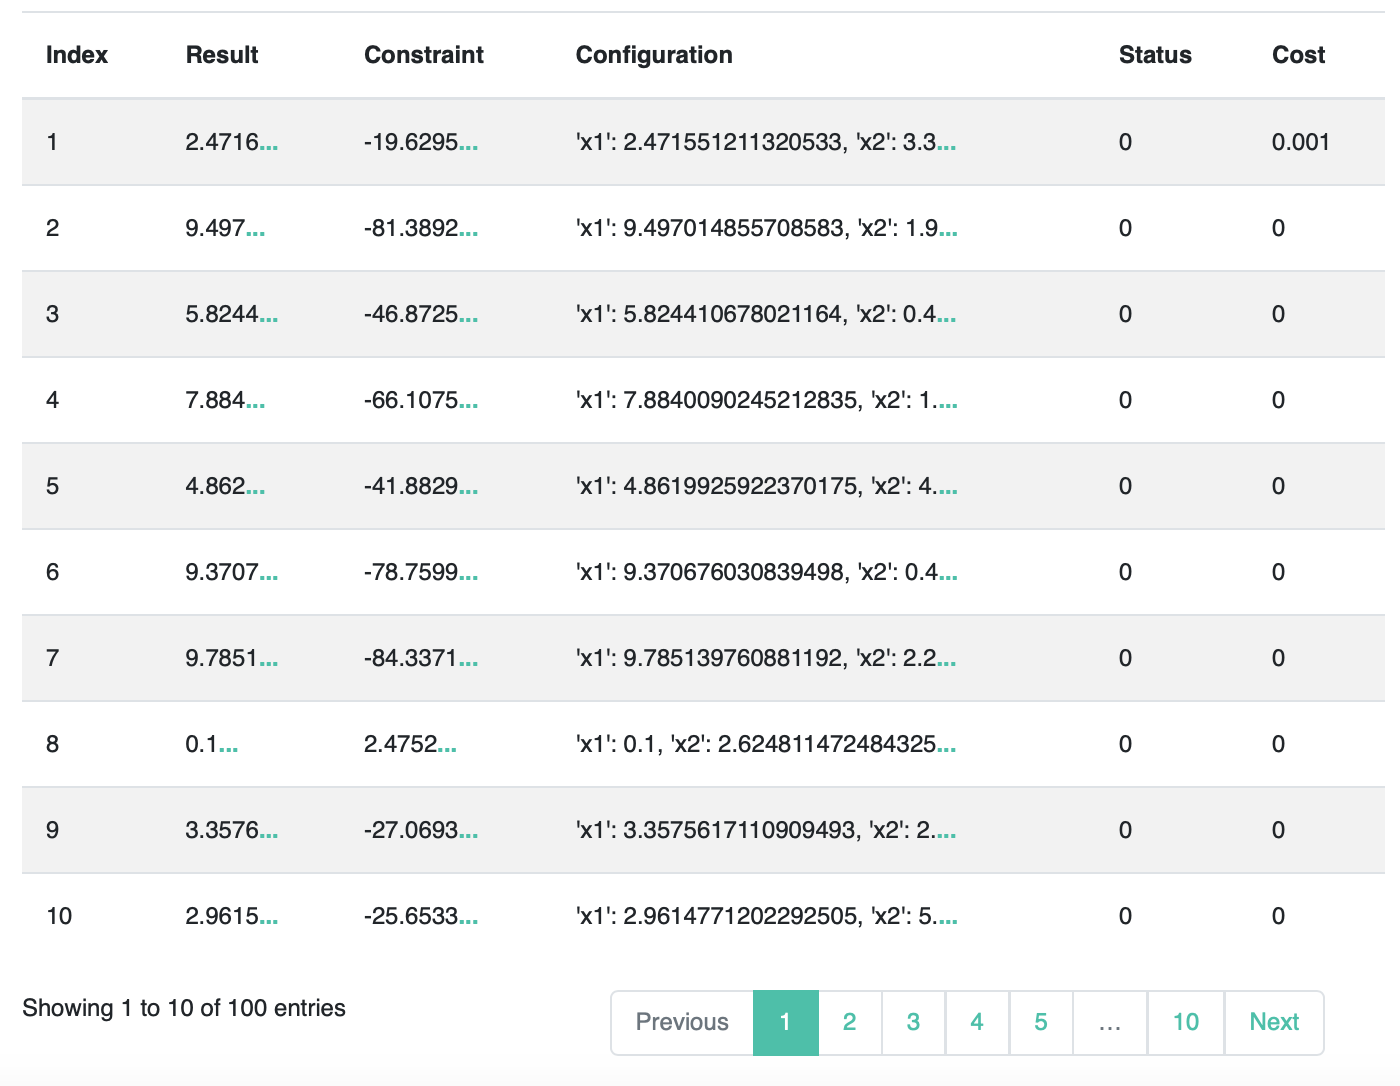 Index Result Constraint Configuration Status Cost
1 2.4716... -19.6295... 'x1': 2.471551211320533, 'x2': 3.3... 0 0.001
2 9.497... -81.3892... 'x1': 9.497014855708583, 'x2': 1.9... 0 0
3 5.8244... -46.8725... 'x1': 5.824410678021164, 'x2': 0.4... 0 0
4 7.884... -66.1075... 'x1': 7.8840090245212835, 'x2': 1.... 0 0
5 4.862... -41.8829... 'x1': 4.8619925922370175, 'x2': 4.... 0 0
6 9.3707... -78.7599... 'x1': 9.370676030839498, 'x2': 0.4... 0 0
7 9.7851... -84.3371... 'x1': 9.785139760881192, 'x2': 2.2... 0 0
8 0.1... 2.4752... 'x1': 0.1, 'x2': 2.624811472484325... 0 0
9 3.3576... -27.0693... 'x1': 3.3575617110909493, 'x2': 2.... 0 0
10 2.9615... -25.6533... 'x1': 2.9614771202292505, 'x2': 5.... 0 0
Showing 1 to 10 of 100 entries Previous 1 2 3 4 5 ... 10 Next